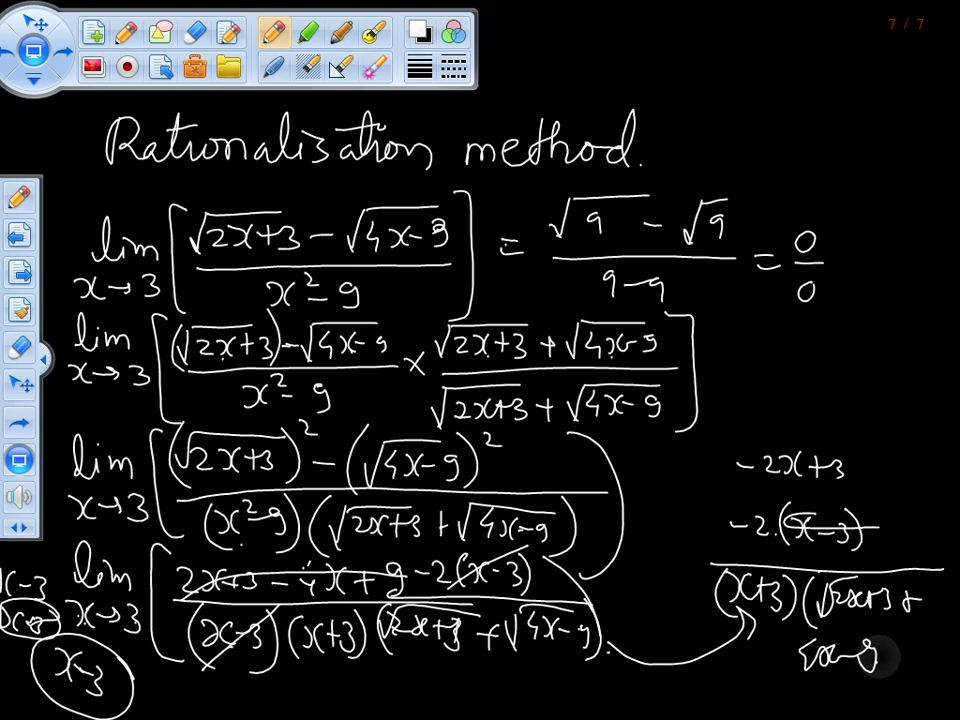 7 / 7
Rationalisation method.
lim x→3 [ (√2x+3 − √4x−9) / (x² − 9) ] = (√9 − √9) / (9−9) = 0/0
lim x→3 [ ((√2x+3) − √4x−9) / (x² − 9) × (√2x+3 + √4x−9) / (√2x+3 + √4x−9) ]
lim x→3 [ ((√2x+3)² − (√4x−9)²) / ((x²−9)(√2x+3 + √4x−9)) ]
lim x→3 [ (2x+3 − 4x + 9 −2(x−3)) / ((x−3)(x+3)(√2x+3 + √4x−9)) ]
x−3
x−3
−2x+3
−2.(x−3)
(x+3)(√2x+3 +